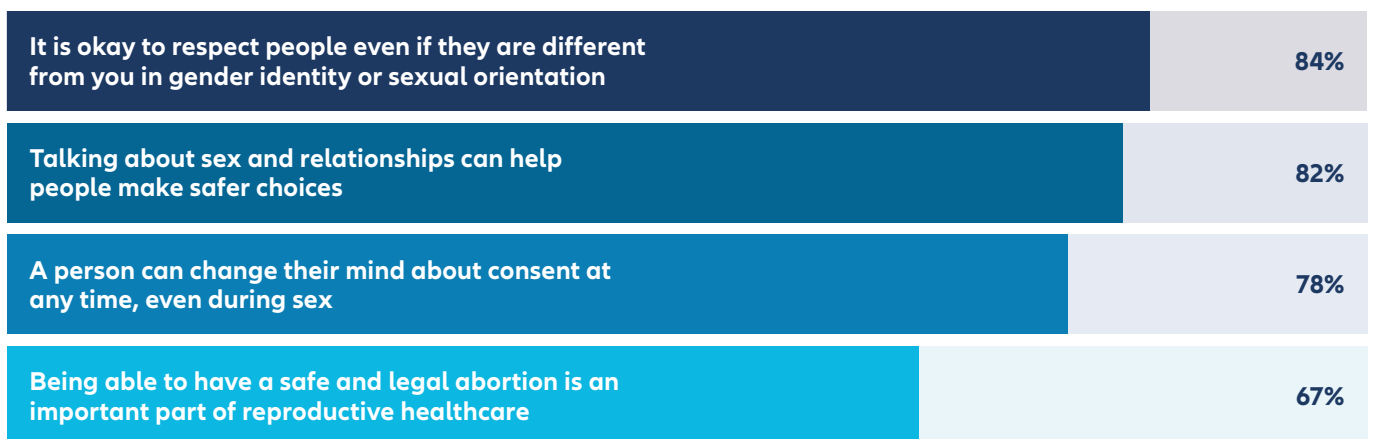 It is okay to respect people even if they are different
from you in gender identity or sexual orientation
84%
Talking about sex and relationships can help
people make safer choices
82%
A person can change their mind about consent at
any time, even during sex
78%
Being able to have a safe and legal abortion is an
important part of reproductive healthcare
67%